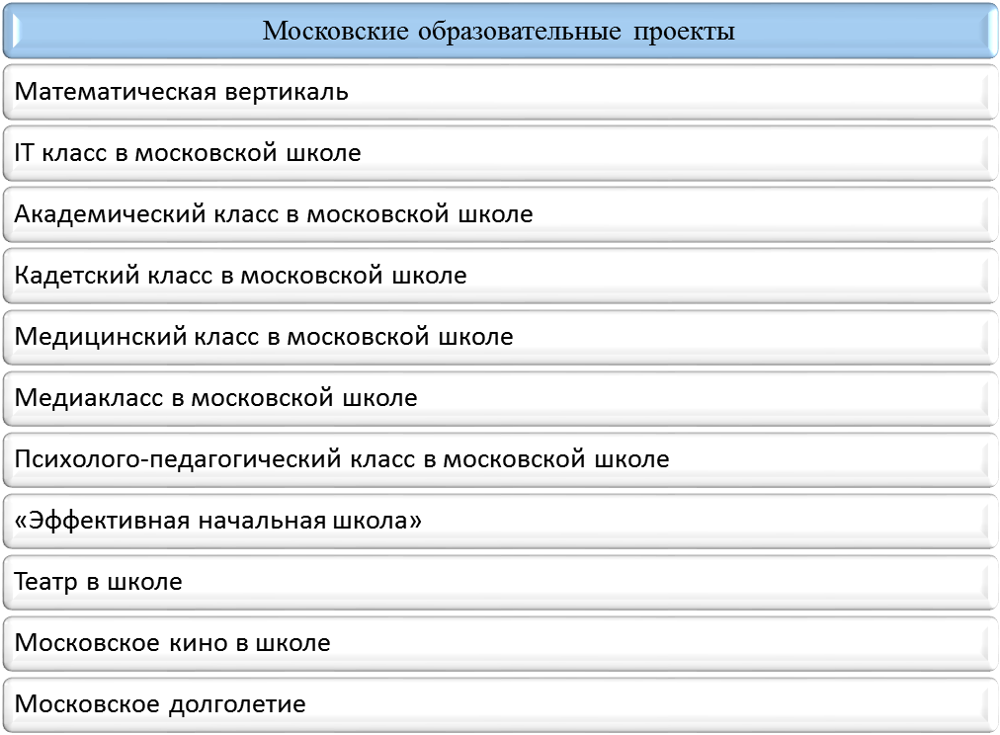 Московские образовательные проекты
Математическая вертикаль
IT класс в московской школе
Академический класс в московской школе
Кадетский класс в московской школе
Медицинский класс в московской школе
Медиакласс в московской школе
Психолого-педагогический класс в московской школе
«Эффективная начальная школа»
Театр в школе
Московское кино в школе
Московское долголетие